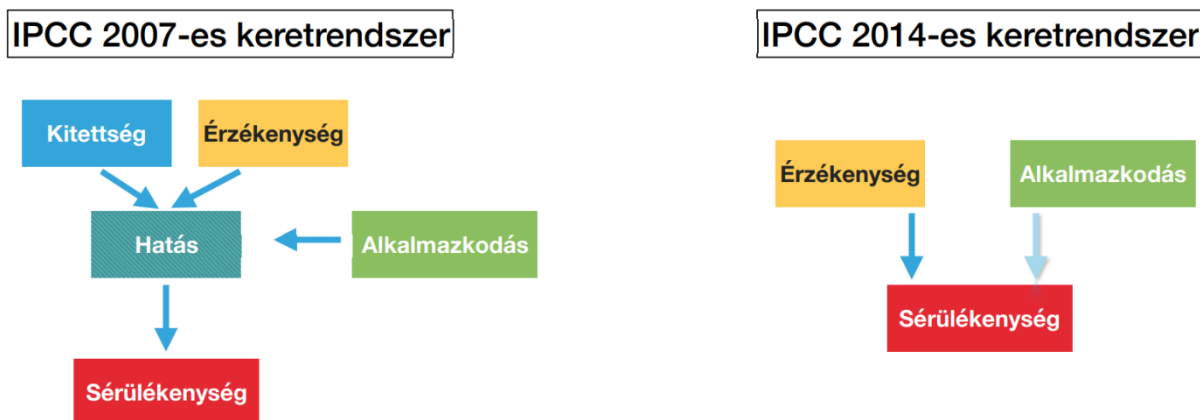 IPCC 2007-es keretrendszer
Kitettség
Érzékenység
Hatás
Alkalmazkodás
Sérülékenység
IPCC 2014-es keretrendszer
Érzékenység
Alkalmazkodás
Sérülékenység